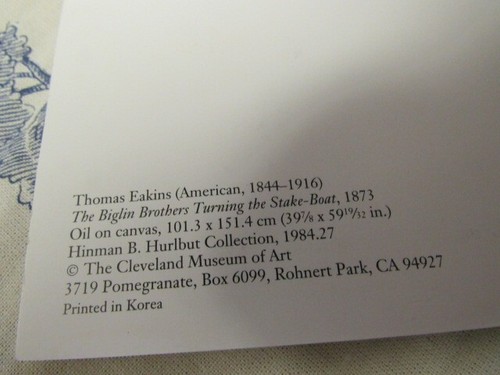 Thomas Eakins (American, 1844–1916)
The Biglin Brothers Turning the Stake-Boat, 1873
Oil on canvas, 101.3 x 151.4 cm (39⅞ x 59¹⁹⁄₃₂ in.)
Hinman B. Hurlbut Collection, 1984.27
© The Cleveland Museum of Art
3719 Pomegranate, Box 6099, Rohnert Park, CA 94927
Printed in Korea